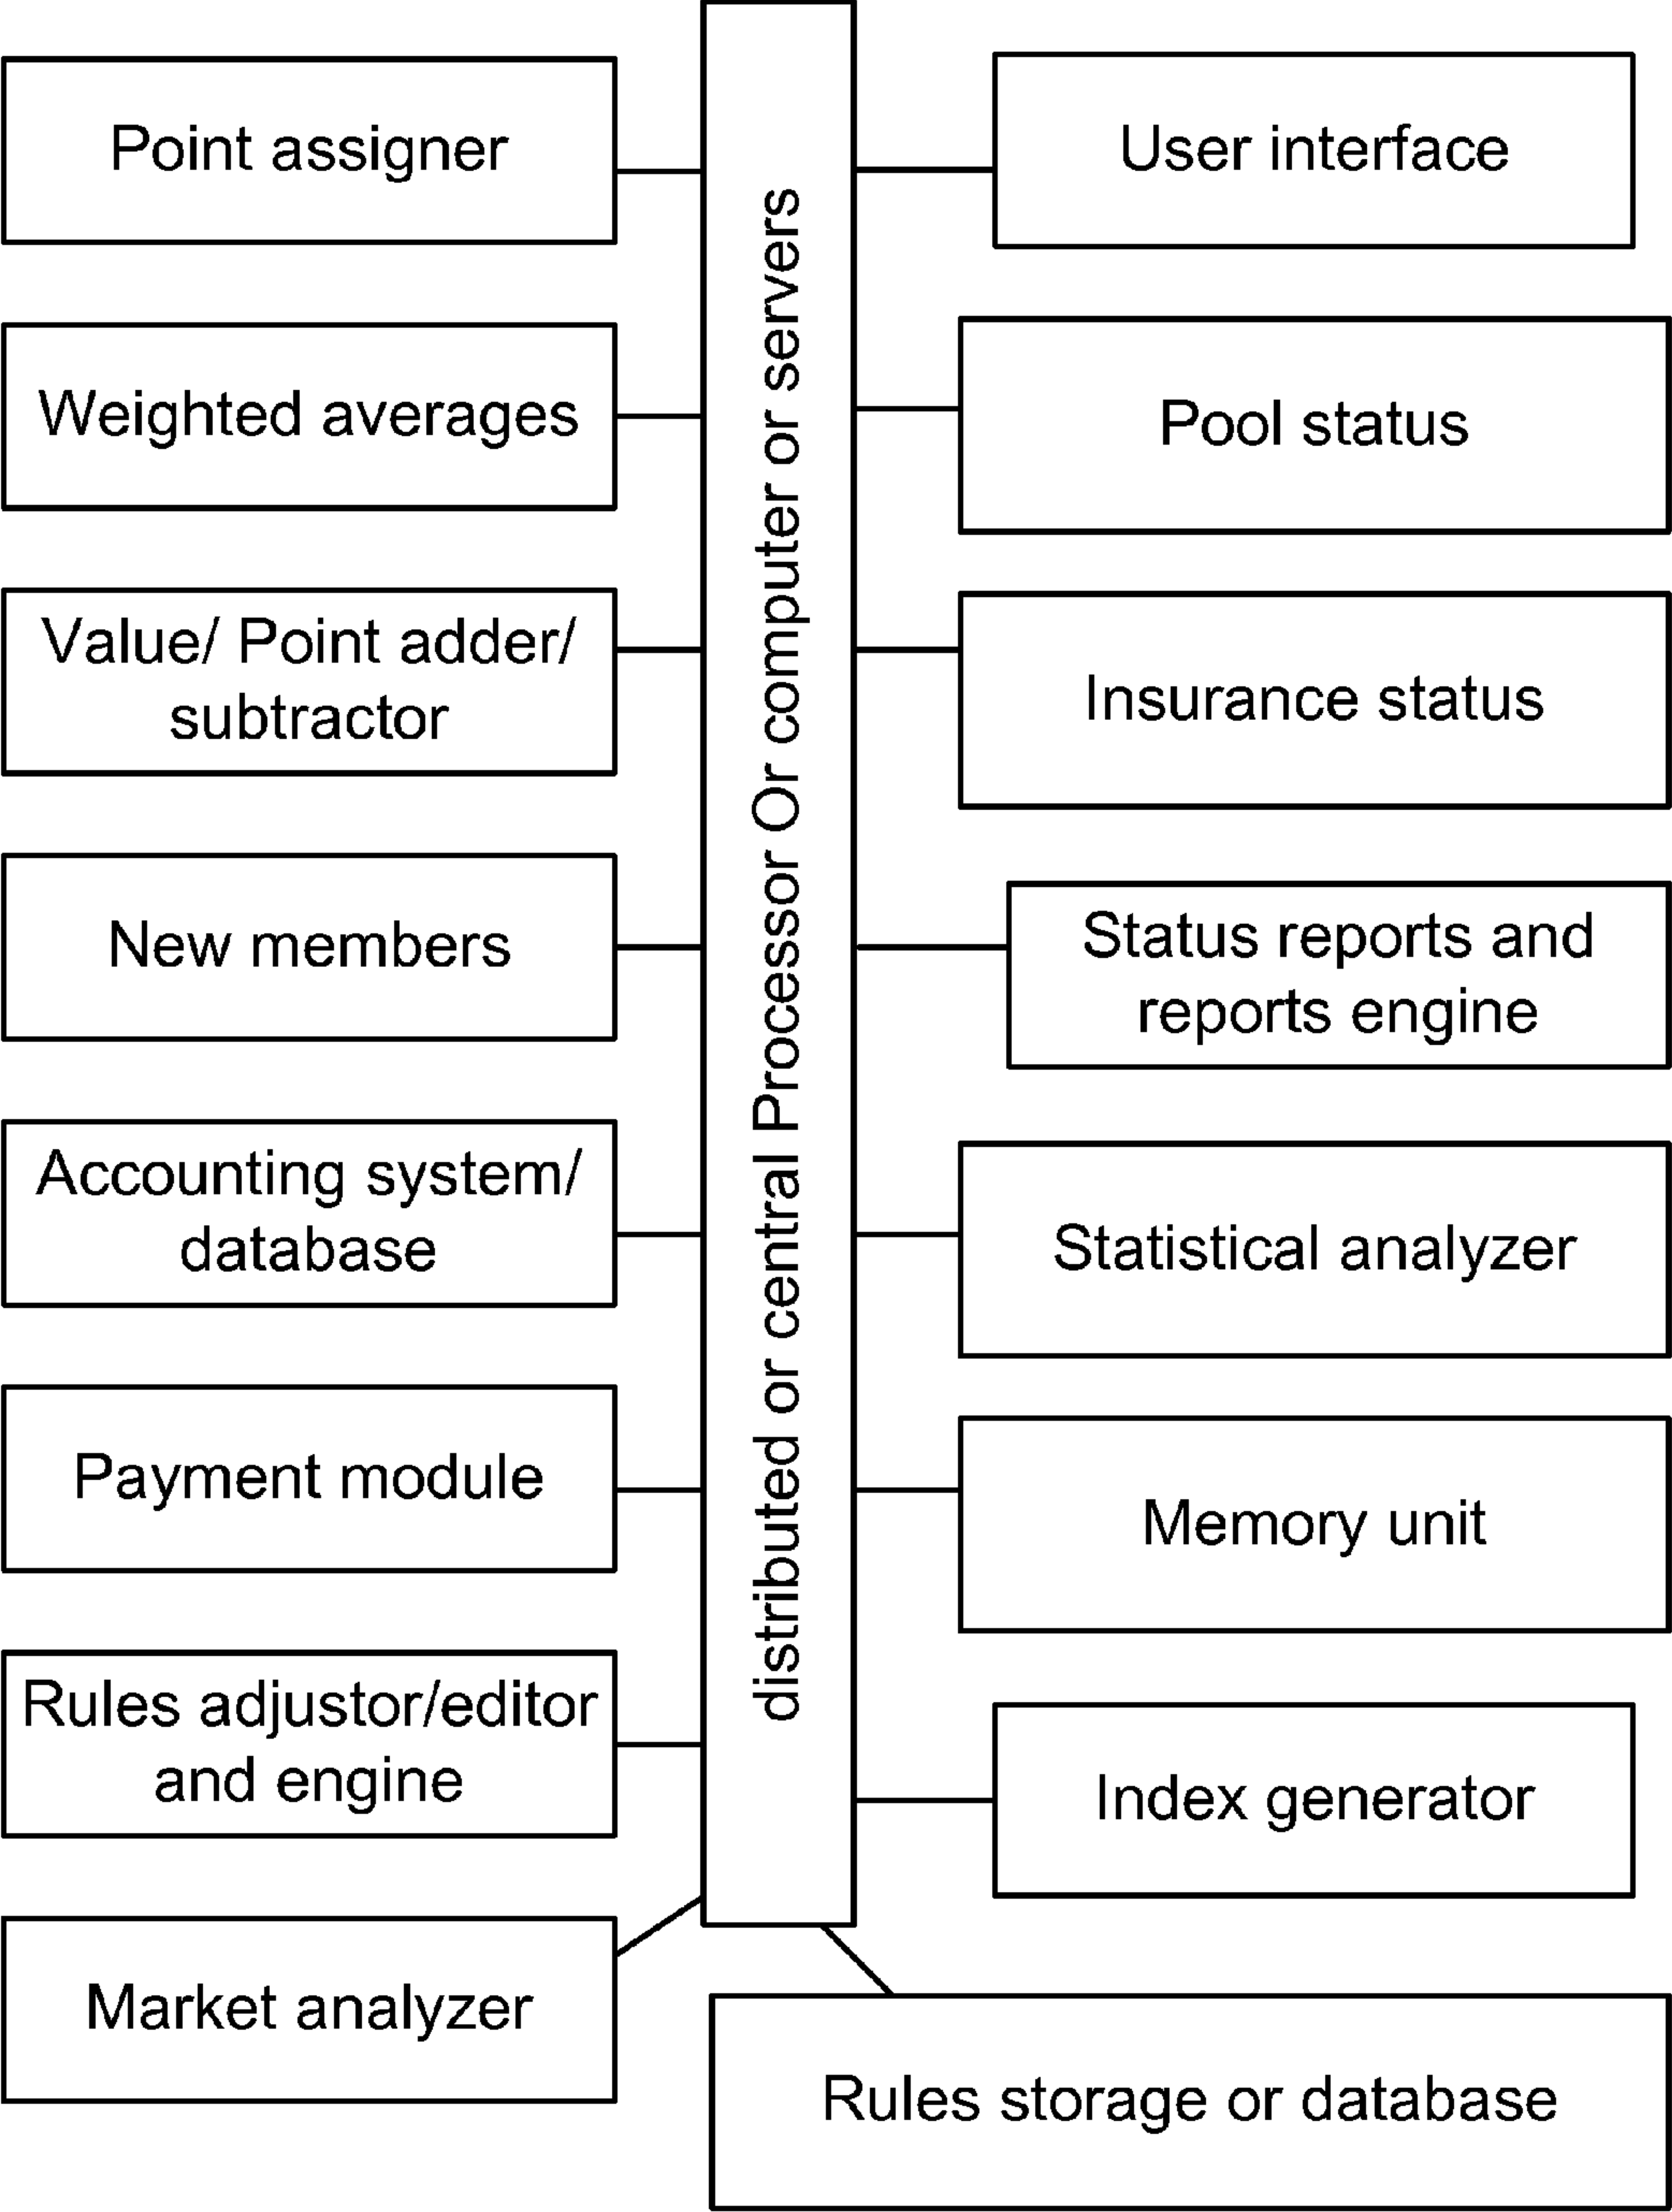 Point assigner
Weighted averages
Value/ Point adder/
subtractor
New members
Accounting system/
database
Payment module
Rules adjustor/editor
and engine
Market analyzer
distributed or central Processor Or computer or servers
User interface
Pool status
Insurance status
Status reports and
reports engine
Statistical analyzer
Memory unit
Index generator
Rules storage or database